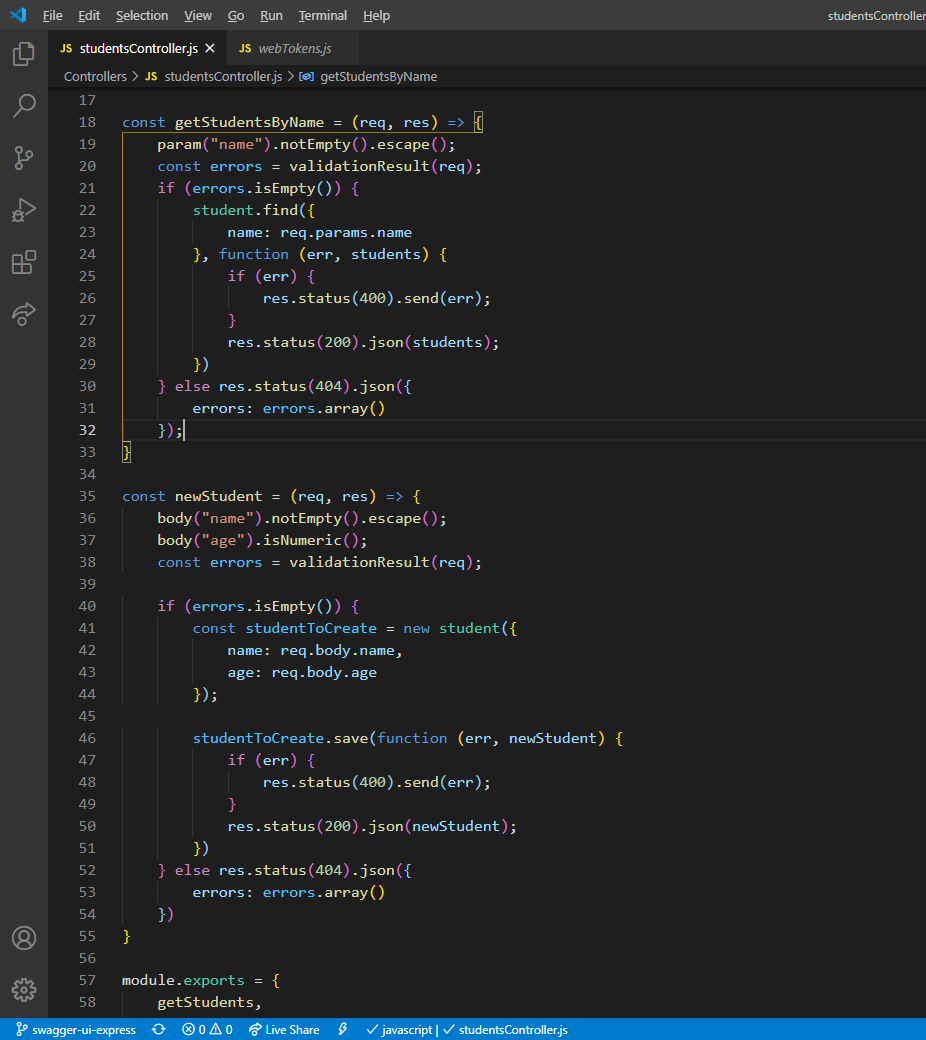 File Edit Selection View Go Run Terminal Help studentsController
JS studentsController.js × JS webTokens.js
Controllers > JS studentsController.js > getStudentsByName
17
18 const getStudentsByName = (req, res) => {
19 param("name").notEmpty().escape();
20 const errors = validationResult(req);
21 if (errors.isEmpty()) {
22 student.find({
23 name: req.params.name
24 }, function (err, students) {
25 if (err) {
26 res.status(400).send(err);
27 }
28 res.status(200).json(students);
29 })
30 } else res.status(404).json({
31 errors: errors.array()
32 });
33 }
34
35 const newStudent = (req, res) => {
36 body("name").notEmpty().escape();
37 body("age").isNumeric();
38 const errors = validationResult(req);
39
40 if (errors.isEmpty()) {
41 const studentToCreate = new student({
42 name: req.body.name,
43 age: req.body.age
44 });
45
46 studentToCreate.save(function (err, newStudent) {
47 if (err) {
48 res.status(400).send(err);
49 }
50 res.status(200).json(newStudent);
51 })
52 } else res.status(404).json({
53 errors: errors.array()
54 })
55 }
56
57 module.exports = {
58 getStudents,
swagger-ui-express 0 0 Live Share javascript | studentsController.js